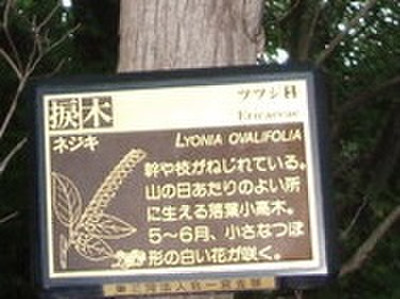 ツツジ科
Ericaceae
捩木
ネジキ
LYONIA OVALIFOLIA
幹や枝がねじれている。
山の日あたりのよい所
に生える落葉小高木。
5〜6月、小さなつぼ
形の白い花が咲く。